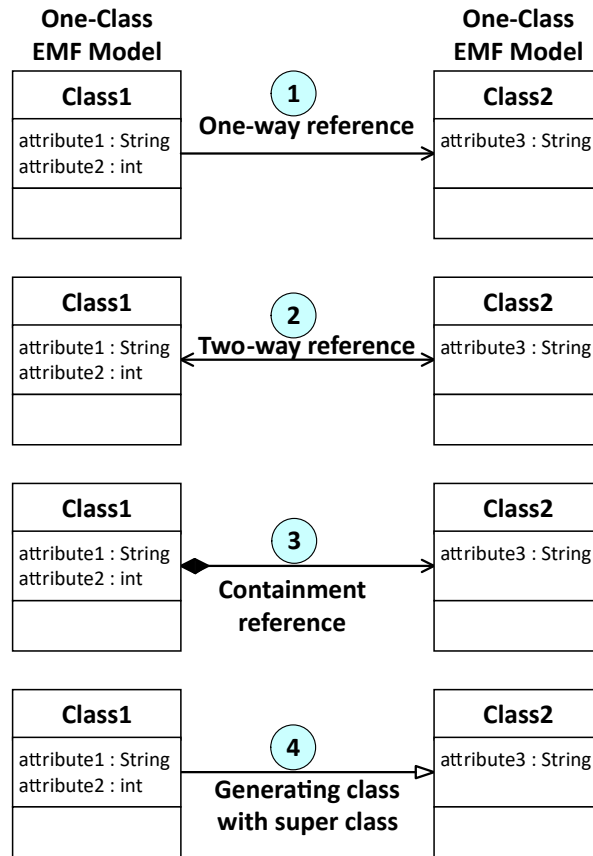 One-Class
EMF Model
One-Class
EMF Model
Class1
1
One-way reference
Class2
attribute1 : String
attribute2 : int
attribute3 : String
Class1
2
Two-way reference
Class2
attribute1 : String
attribute2 : int
attribute3 : String
Class1
3
Containment
reference
Class2
attribute1 : String
attribute2 : int
attribute3 : String
Class1
4
Generating class
with super class
Class2
attribute1 : String
attribute2 : int
attribute3 : String